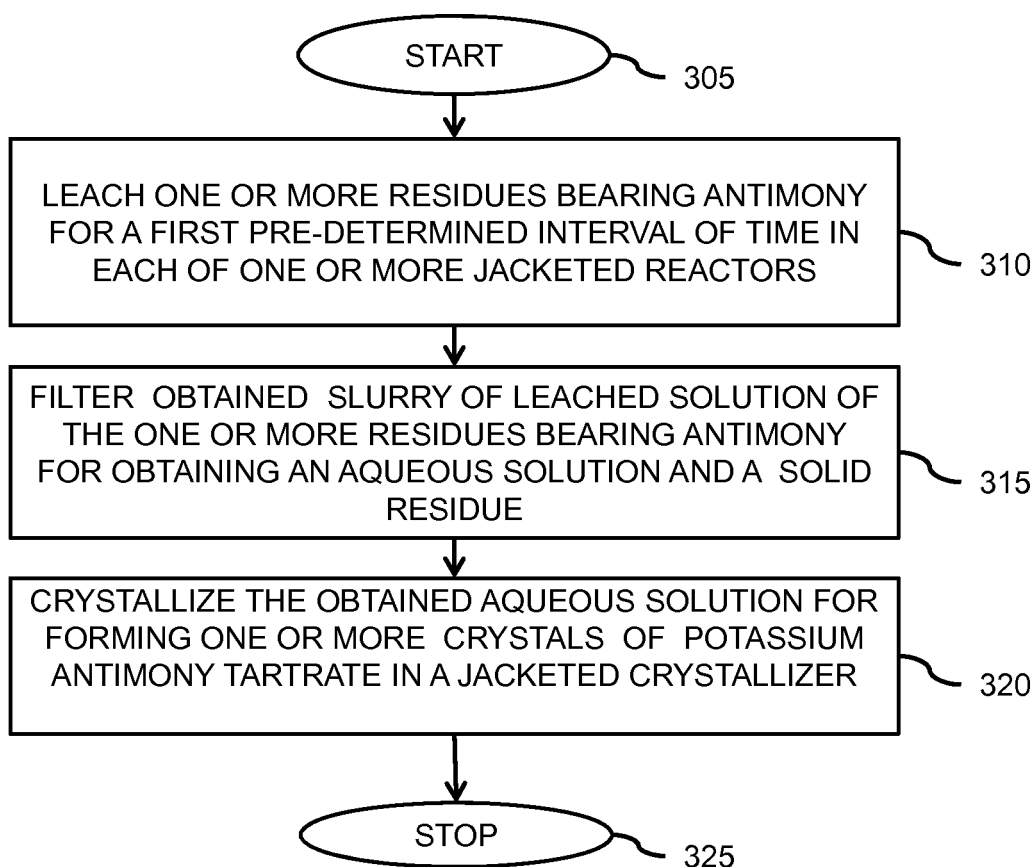 START
305
LEACH ONE OR MORE RESIDUES BEARING ANTIMONY
FOR A FIRST PRE-DETERMINED INTERVAL OF TIME IN
EACH OF ONE OR MORE JACKETED REACTORS
310
FILTER OBTAINED SLURRY OF LEACHED SOLUTION OF
THE ONE OR MORE RESIDUES BEARING ANTIMONY
FOR OBTAINING AN AQUEOUS SOLUTION AND A SOLID
RESIDUE
315
CRYSTALLIZE THE OBTAINED AQUEOUS SOLUTION FOR
FORMING ONE OR MORE CRYSTALS OF POTASSIUM
ANTIMONY TARTRATE IN A JACKETED CRYSTALLIZER
320
STOP
325